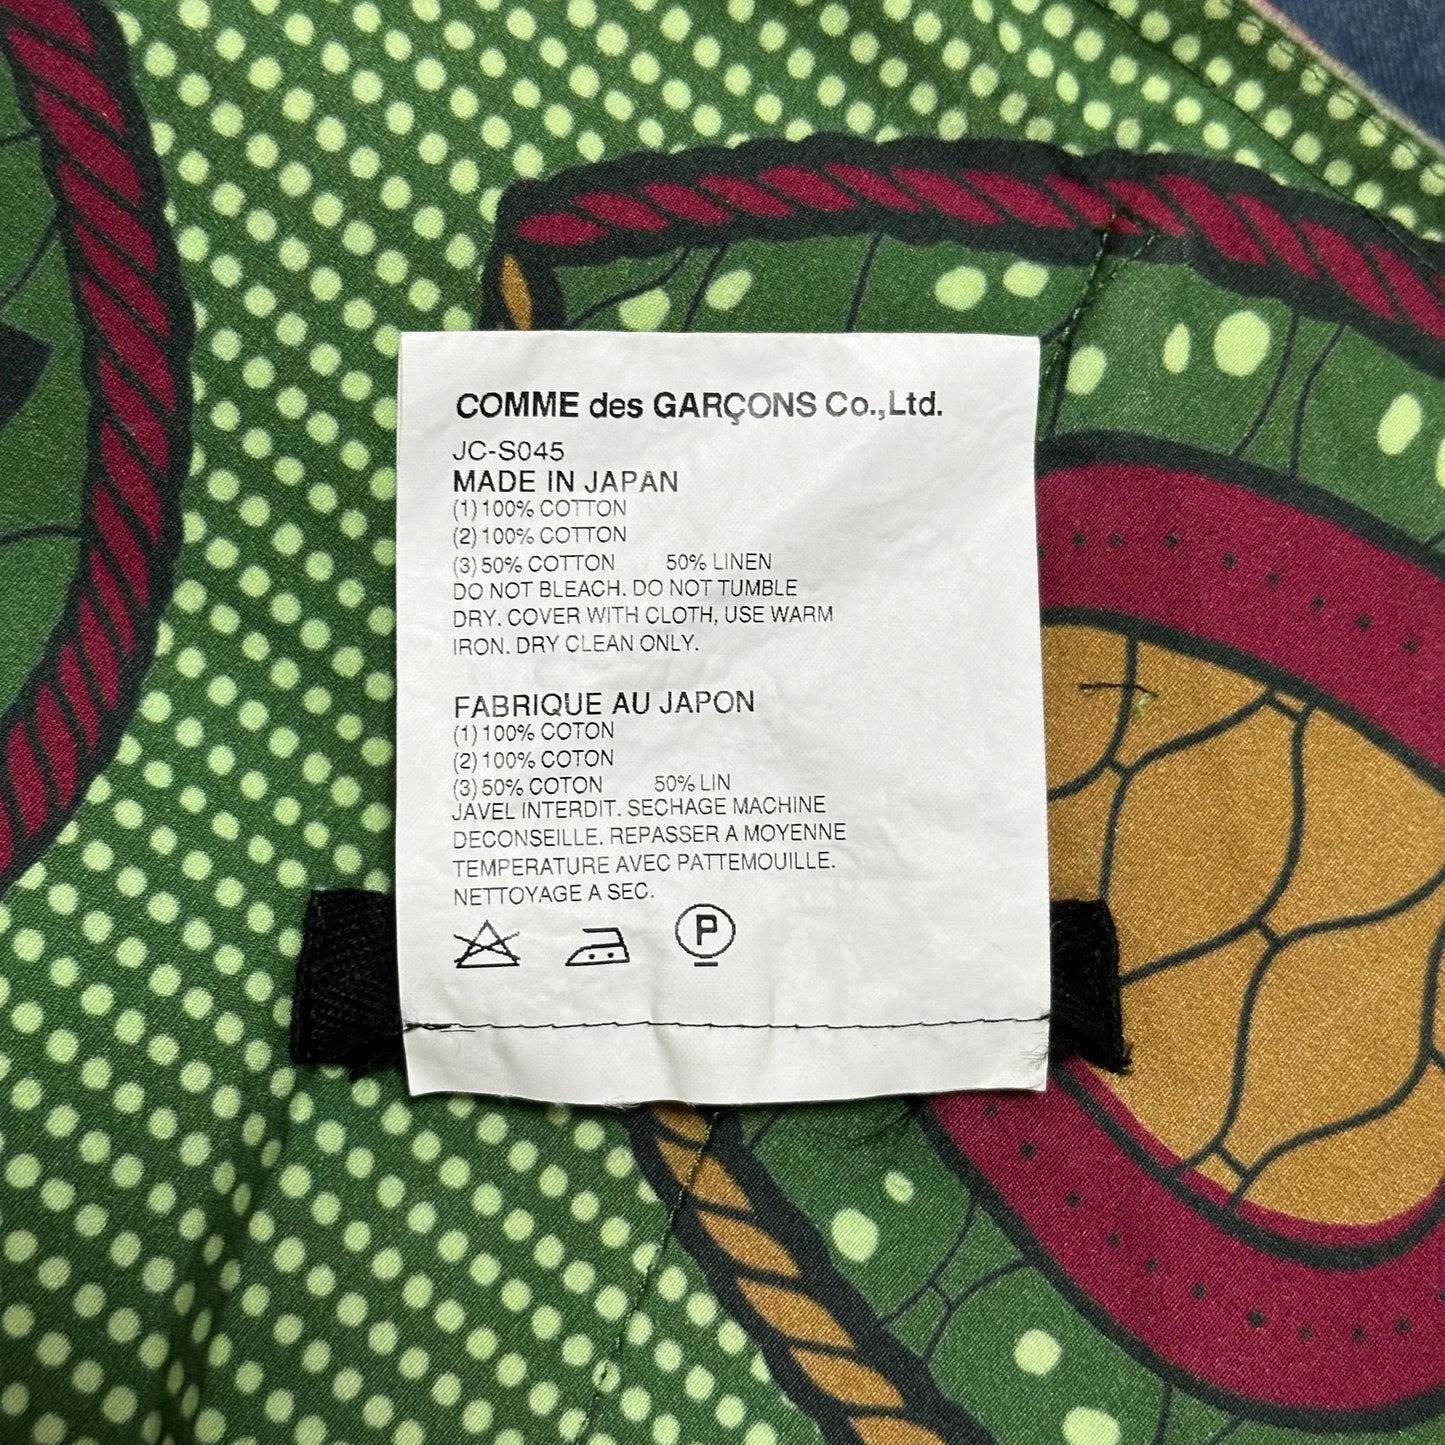 COMME des GARÇONS Co.,Ltd.
JC-S045
MADE IN JAPAN
(1) 100% COTTON
(2) 100% COTTON
(3) 50% COTTON 50% LINEN
DO NOT BLEACH. DO NOT TUMBLE
DRY. COVER WITH CLOTH, USE WARM
IRON. DRY CLEAN ONLY.
FABRIQUE AU JAPON
(1) 100% COTON
(2) 100% COTON
(3) 50% COTON 50% LIN
JAVEL INTERDIT. SECHAGE MACHINE
DECONSEILLE. REPASSER A MOYENNE
TEMPERATURE AVEC PATTEMOUILLE.
NETTOYAGE A SEC.
P